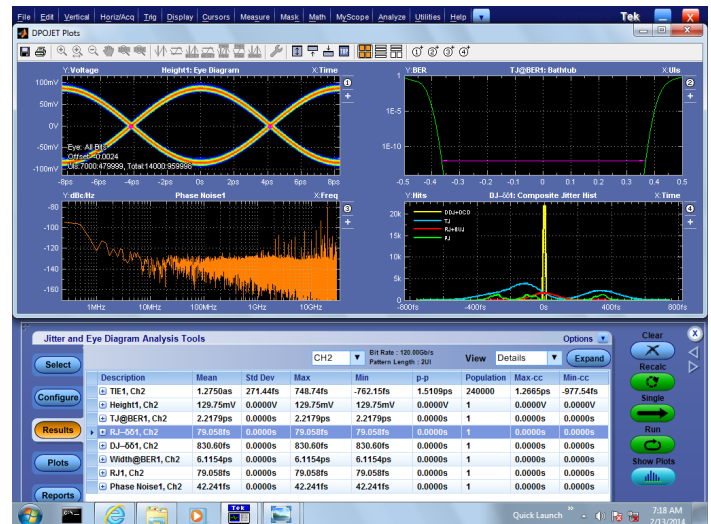 File Edit Vertical Horiz/Acq Trig Display Cursors Measure Mask Math MyScope Analyze Utilities Help Tek
DPOJET Plots
Y:Voltage Height1: Eye Diagram X:Time
100mV
50mV
0V
-50mV
-100mV
Eye: All Bits
Offset: -0.0024
UIs:7000:479999, Total:14000:959998
-8ps -6ps -4ps -2ps 0s 2ps 4ps 6ps 8ps
Y:BER TJ@BER1: Bathtub X:UIs
1
1E-5
1E-10
-0.5 -0.4 -0.3 -0.2 -0.1 0 0.1 0.2 0.3 0.4 0.5
Y:dBc/Hz Phase Noise1 X:Freq
-80
-100
-120
-140
-160
1MHz 10MHz 100MHz 1GHz 10GHz
Y:Hits DJ-δδ1: Composite Jitter Hist X:Time
20k
15k
10k
5k
0
DDJ+DCD
TJ
RJ+BUJ
PJ
-800fs -400fs 0s 400fs 800fs
Jitter and Eye Diagram Analysis Tools Options
CH2 Bit Rate : 120.00Gb/s
Pattern Length : 2UI
View Details Expand
Select
Configure
Results
Plots
Reports
Description Mean Std Dev Max Min p-p Population Max-cc Min-cc
TIE1, Ch2 1.2750as 271.44fs 748.74fs -762.15fs 1.5109ps 240000 1.2665ps -977.54fs
Height1, Ch2 129.75mV 0.0000V 129.75mV 129.75mV 0.0000V 1 0.0000V 0.0000V
TJ@BER1, Ch2 2.2179ps 0.0000s 2.2179ps 2.2179ps 0.0000s 1 0.0000s 0.0000s
RJ-δδ1, Ch2 79.058fs 0.0000s 79.058fs 79.058fs 0.0000s 1 0.0000s 0.0000s
DJ-δδ1, Ch2 830.60fs 0.0000s 830.60fs 830.60fs 0.0000s 1 0.0000s 0.0000s
Width@BER1, Ch2 6.1154ps 0.0000s 6.1154ps 6.1154ps 0.0000s 1 0.0000s 0.0000s
RJ1, Ch2 79.058fs 0.0000s 79.058fs 79.058fs 0.0000s 1 0.0000s 0.0000s
Phase Noise1, Ch2 42.241fs 0.0000s 42.241fs 42.241fs 0.0000s 1 0.0000s 0.0000s
Clear
Recalc
Single
Run
Show Plots
Tek
Quick Launch
7:18 AM
2/13/2014